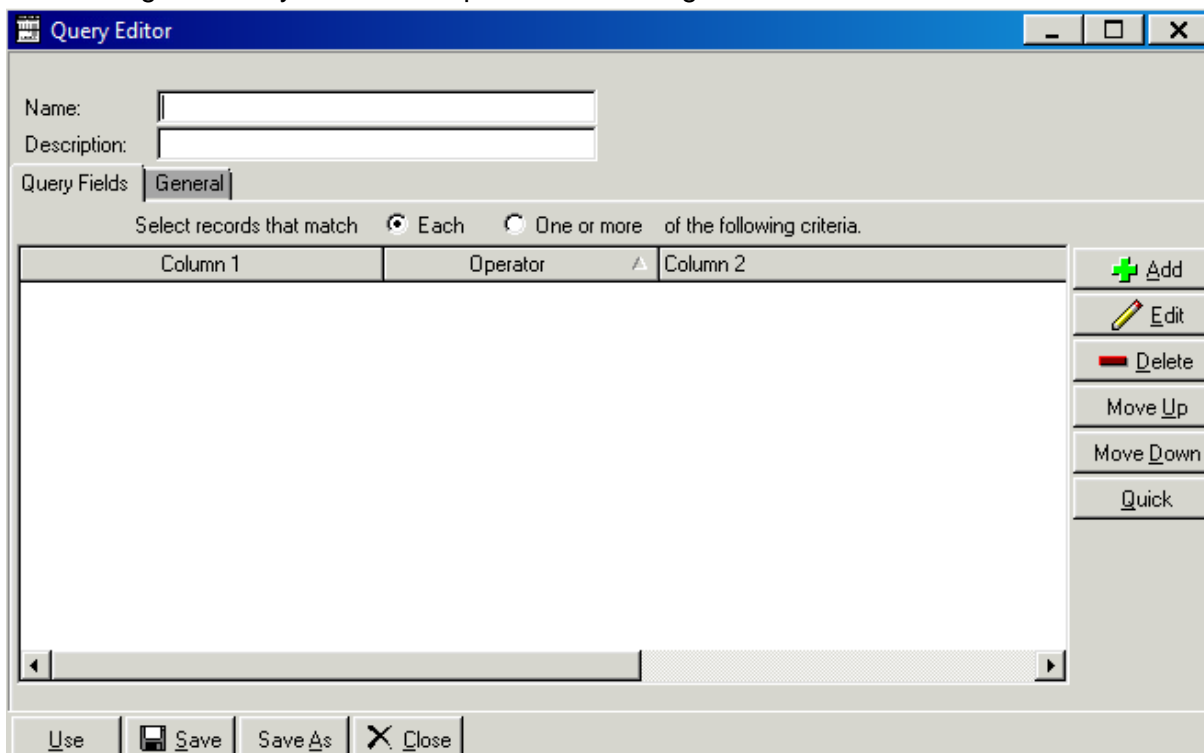 Query Editor
Name:
Description:
Query Fields General
Select records that match Each One or more of the following criteria.
Column 1 Operator Column 2
Add
Edit
Delete
Move Up
Move Down
Quick
Use Save Save As Close